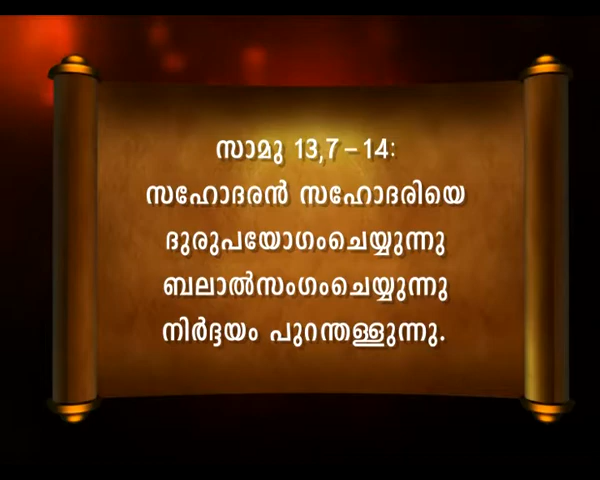 സാമു 13,7–14:
സഹോദരൻ സഹോദരിയെ
ദുരുപയോഗംചെയ്യുന്നു
ബലാൽസംഗംചെയ്യുന്നു
നിർദ്ദയം പുറന്തള്ളുന്നു.